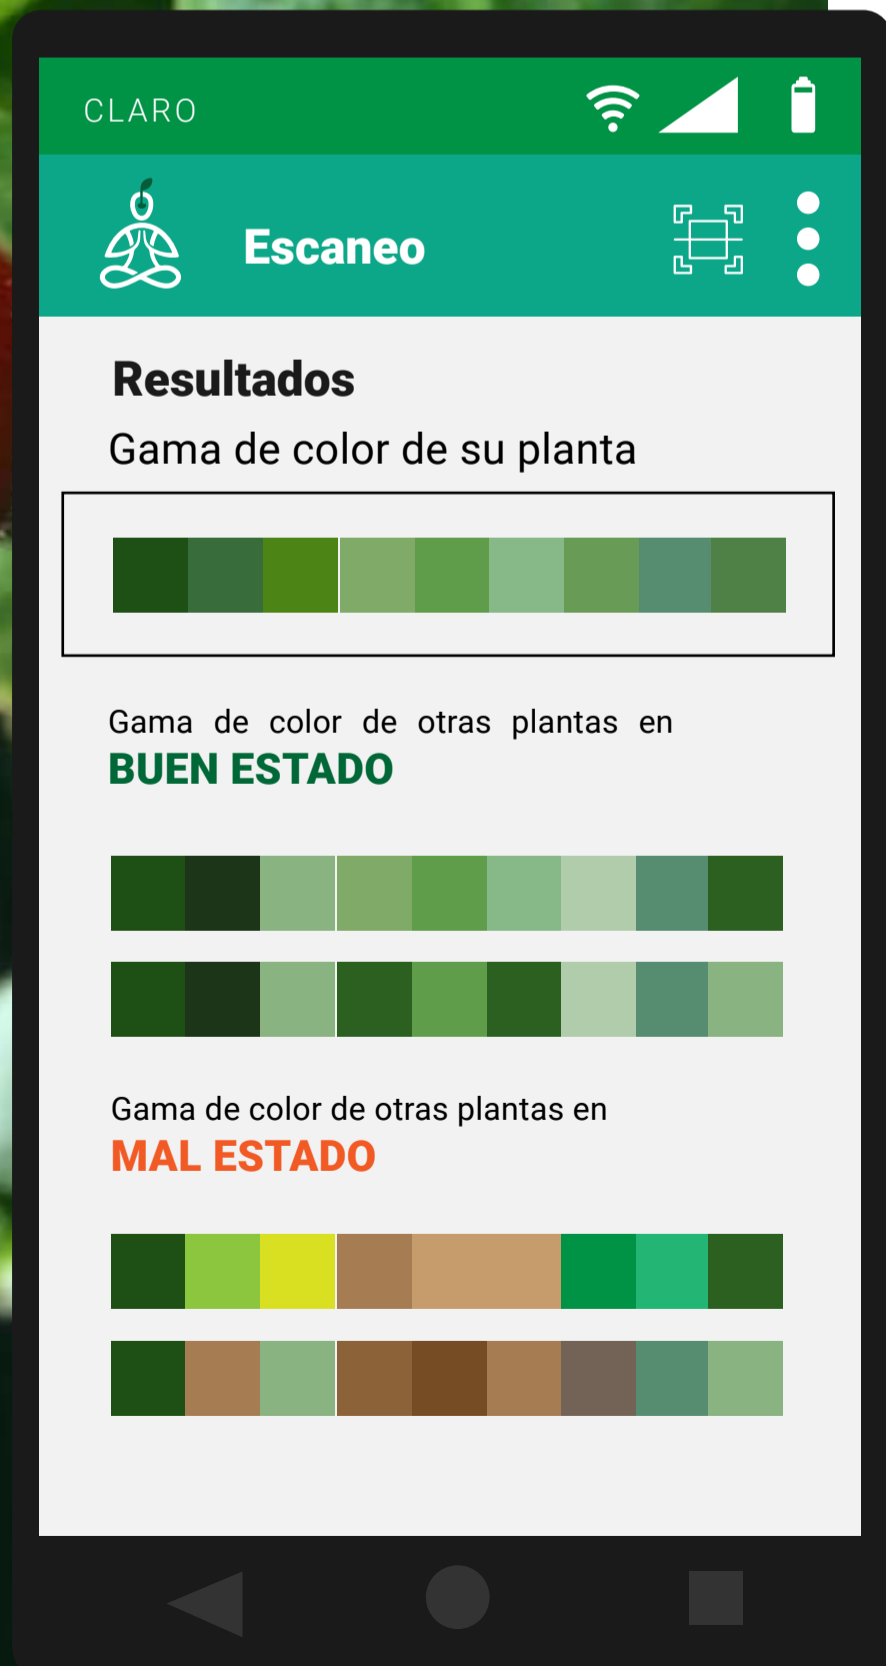 CLARO
Escaneo
Resultados
Gama de color de su planta
Gama de color de otras plantas en
BUEN ESTADO
Gama de color de otras plantas en
MAL ESTADO